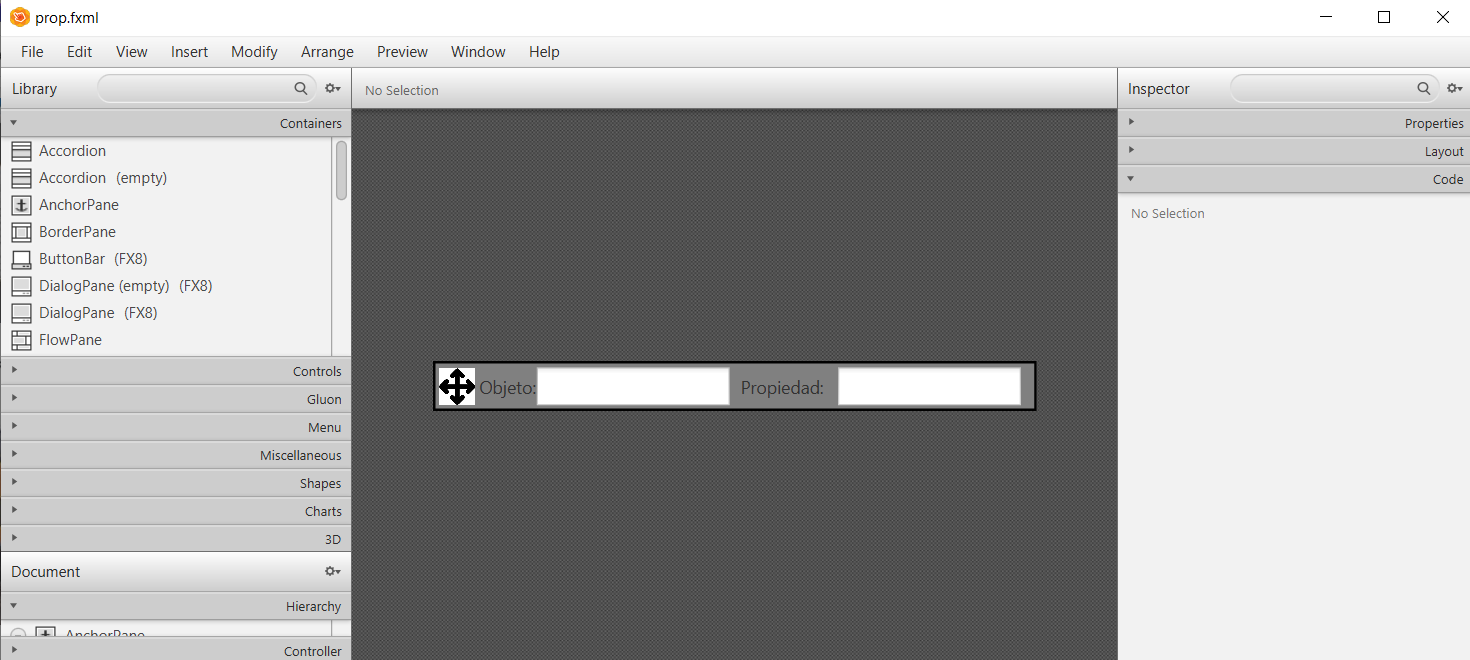 prop.fxml
File Edit View Insert Modify Arrange Preview Window Help
Library
No Selection
Inspector
Containers
Accordion
Accordion (empty)
AnchorPane
BorderPane
ButtonBar (FX8)
DialogPane (empty) (FX8)
DialogPane (FX8)
FlowPane
Controls
Gluon
Menu
Miscellaneous
Shapes
Charts
3D
Document
Hierarchy
AnchorPane
Controller
Objeto: Propiedad:
Properties
Layout
Code
No Selection